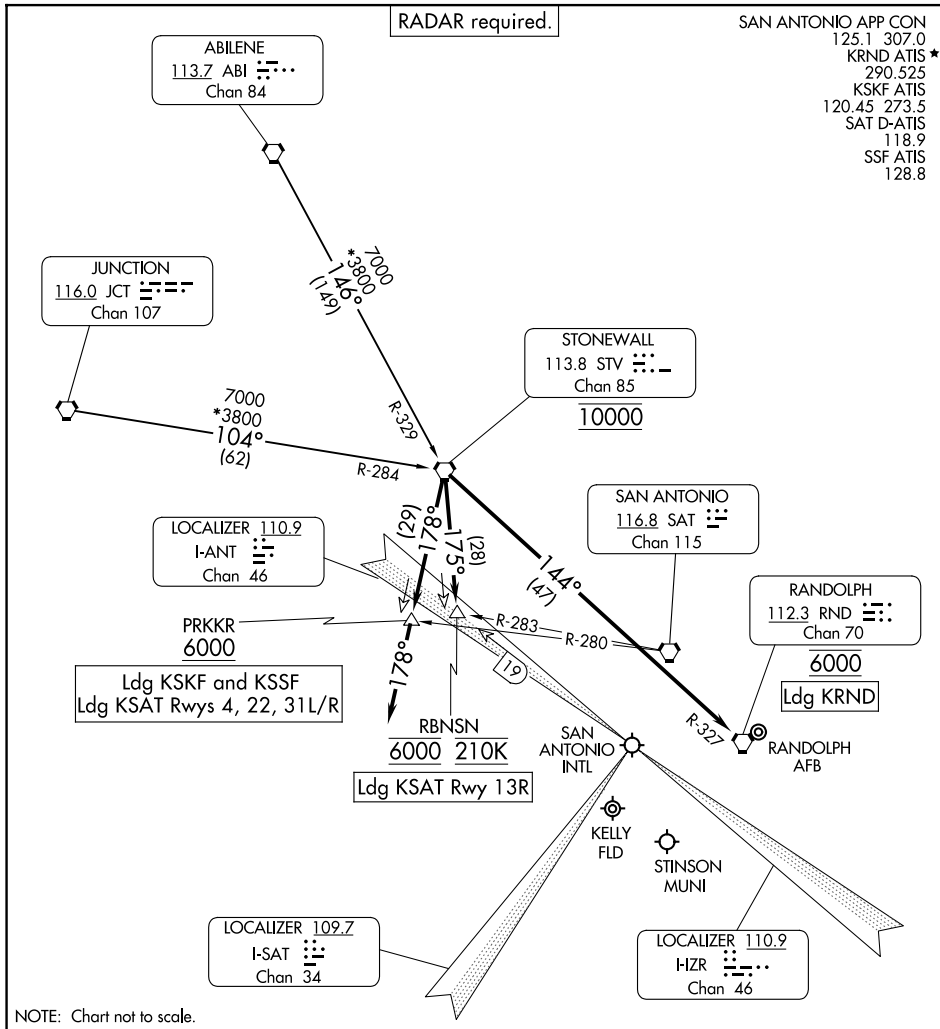 RADAR required.
SAN ANTONIO APP CON
125.1 307.0
KRND ATIS ★
290.525
KSKF ATIS
120.45 273.5
SAT D-ATIS
118.9
SSF ATIS
128.8
ABILENE
113.7 ABI
Chan 84
7000
*3800
146°
(149)
R-329
JUNCTION
116.0 JCT
Chan 107
7000
*3800
104°
(62)
R-284
STONEWALL
113.8 STV
Chan 85
10000
LOCALIZER 110.9
I-ANT
Chan 46
(29)
178°
175°
(28)
144°
(47)
SAN ANTONIO
116.8 SAT
Chan 115
RANDOLPH
112.3 RND
Chan 70
6000
Ldg KRND
R-283
R-280
19
PRKKR
6000
Ldg KSKF and KSSF
Ldg KSAT Rwys 4, 22, 31L/R
178°
RBNSN
6000 210K
Ldg KSAT Rwy 13R
R-327
SAN
ANTONIO
INTL
RANDOLPH
AFB
KELLY
FLD
STINSON
MUNI
LOCALIZER 109.7
I-SAT
Chan 34
LOCALIZER 110.9
I-IZR
Chan 46
NOTE: Chart not to scale.